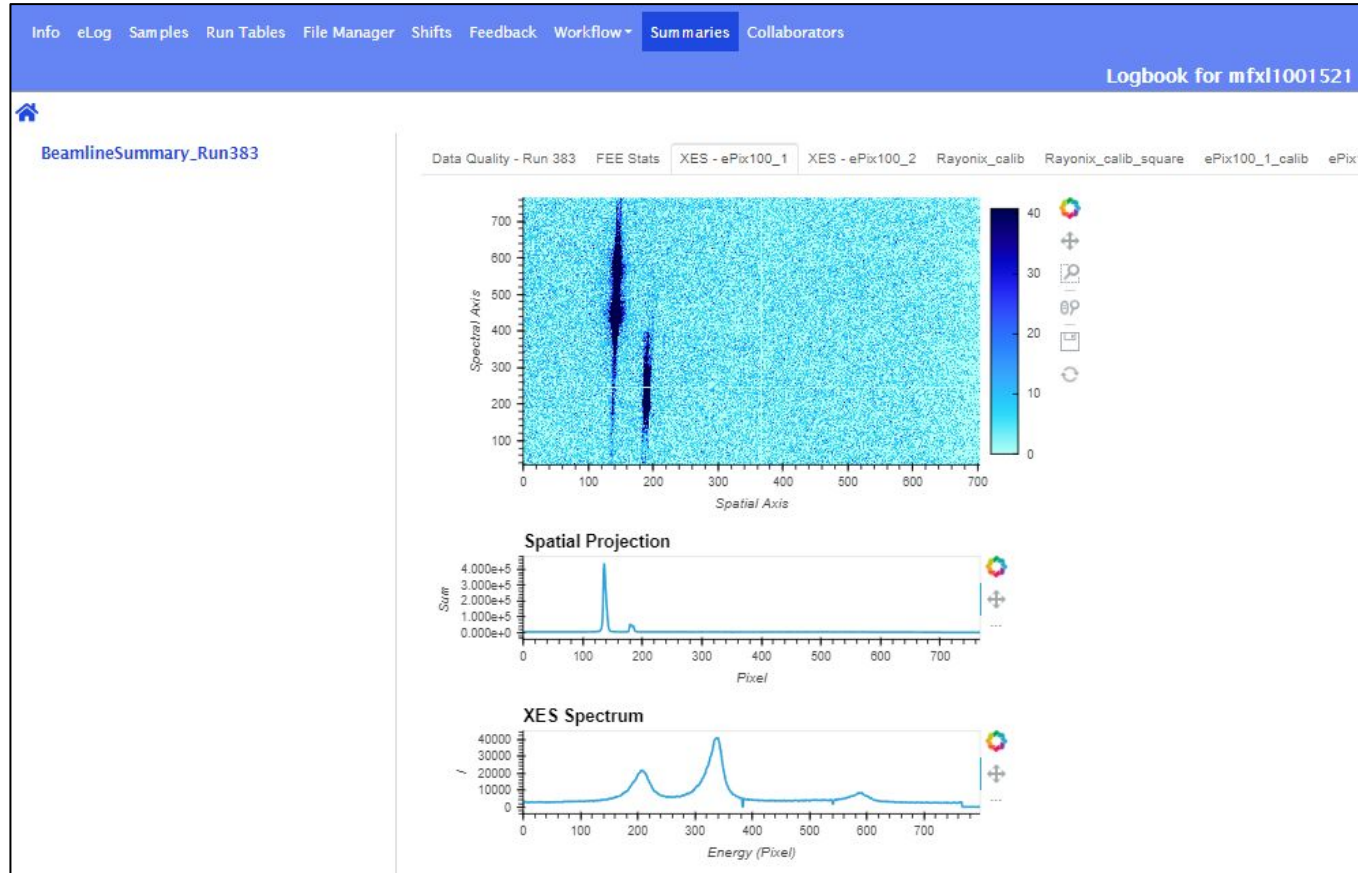 Info eLog Samples Run Tables File Manager Shifts Feedback Workflow Summaries Collaborators
Logbook for mfxl1001521
BeamlineSummary_Run383
Data Quality - Run 383 FEE Stats XES - ePix100_1 XES - ePix100_2 Rayonix_calib Rayonix_calib_square ePix100_1_calib ePix
700
600
500
400
300
200
100
Spectral Axis
0 100 200 300 400 500 600 700
Spatial Axis
40
30
20
10
0
Spatial Projection
4.000e+5
3.000e+5
2.000e+5
1.000e+5
0.000e+0
Sum
0 100 200 300 400 500 600 700
Pixel
XES Spectrum
40000
30000
20000
10000
0
I
0 100 200 300 400 500 600 700
Energy (Pixel)